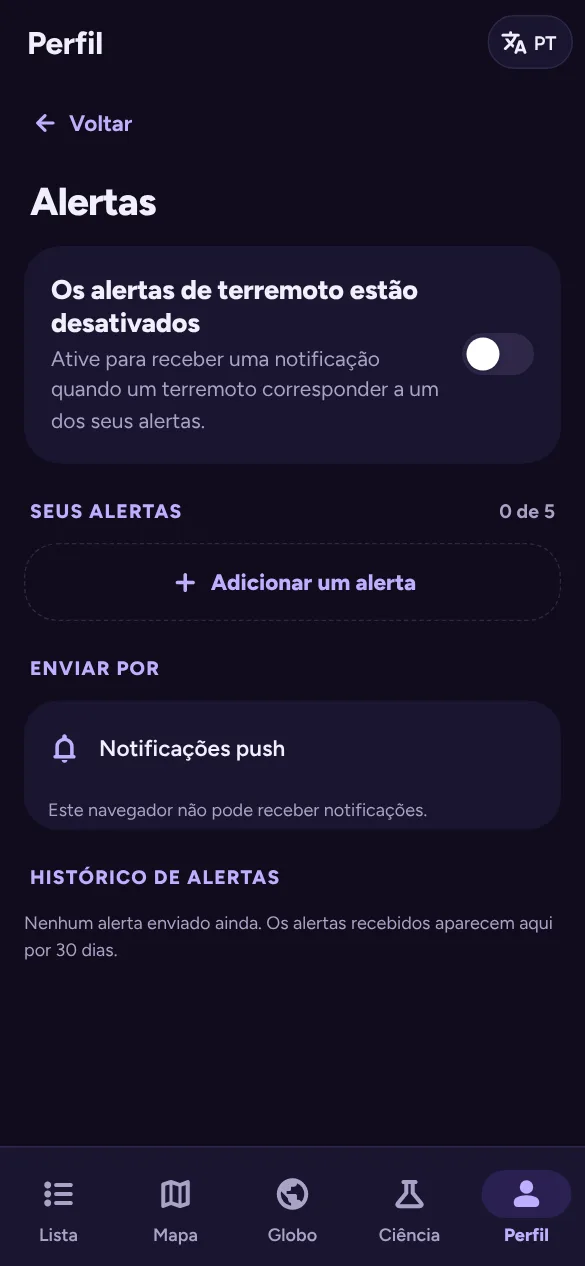 Perfil
PT
Voltar
Alertas
Os alertas de terremoto estão
desativados
Ative para receber uma notificação
quando um terremoto corresponder a um
dos seus alertas.
SEUS ALERTAS
0 de 5
Adicionar um alerta
ENVIAR POR
Notificações push
Este navegador não pode receber notificações.
HISTÓRICO DE ALERTAS
Nenhum alerta enviado ainda. Os alertas recebidos aparecem aqui
por 30 dias.
Lista
Mapa
Globo
Ciência
Perfil